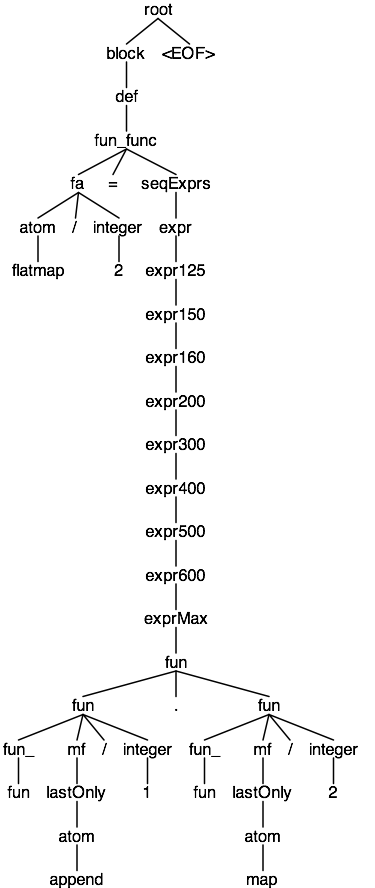 root
block <EOF>
def
fun_func
fa = seqExprs
atom / integer expr
flatmap 2 expr125
expr150
expr160
expr200
expr300
expr400
expr500
expr600
exprMax
fun
fun . fun
fun_ mf / integer fun_ mf / integer
fun lastOnly 1 fun lastOnly 2
atom atom
append map